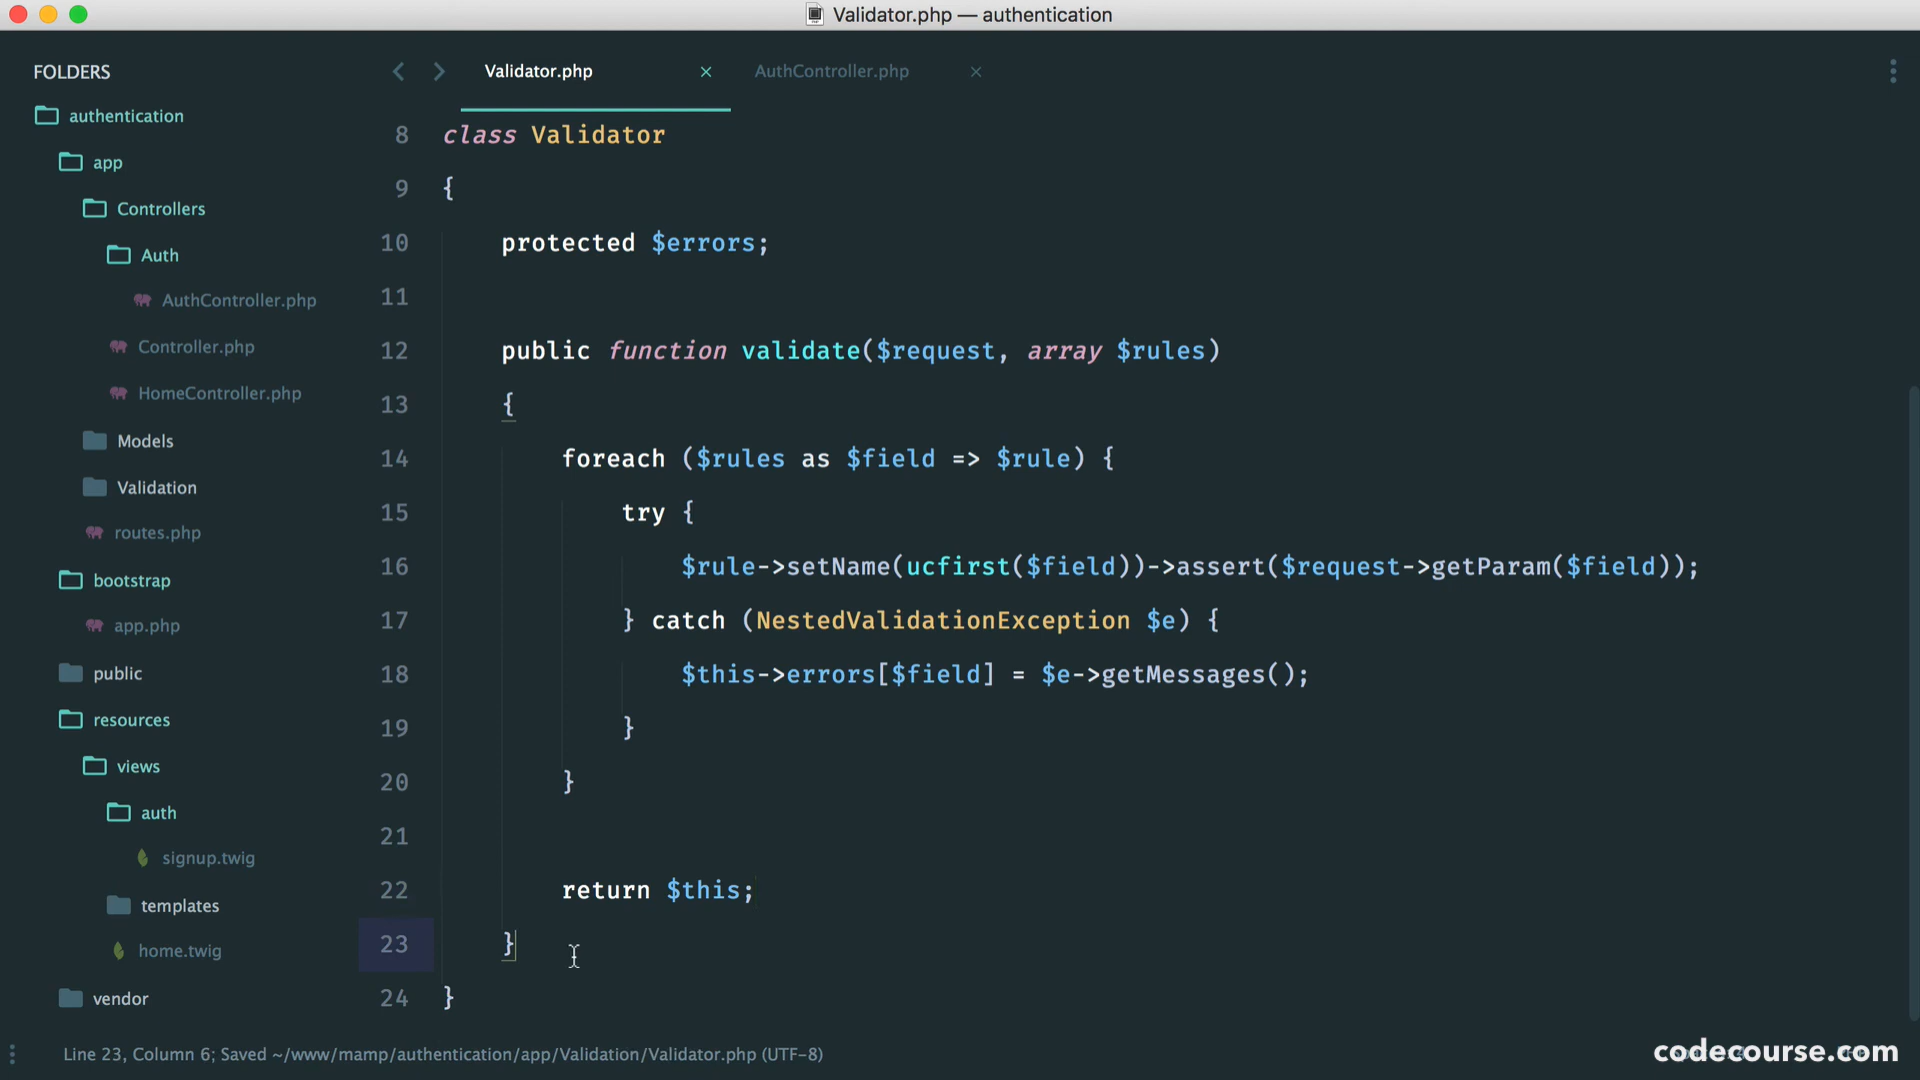 Validator.php — authentication
FOLDERS
authentication
app
Controllers
Auth
AuthController.php
Controller.php
HomeController.php
Models
Validation
routes.php
bootstrap
app.php
public
resources
views
auth
signup.twig
templates
home.twig
vendor
Validator.php
AuthController.php
8 class Validator
9 {
10 protected $errors;
11
12 public function validate($request, array $rules)
13 {
14 foreach ($rules as $field => $rule) {
15 try {
16 $rule->setName(ucfirst($field))->assert($request->getParam($field));
17 } catch (NestedValidationException $e) {
18 $this->errors[$field] = $e->getMessages();
19 }
20 }
21
22 return $this;
23 }
24 }
Line 23, Column 6; Saved ~/www/mamp/authentication/app/Validation/Validator.php (UTF-8)
codecourse.com